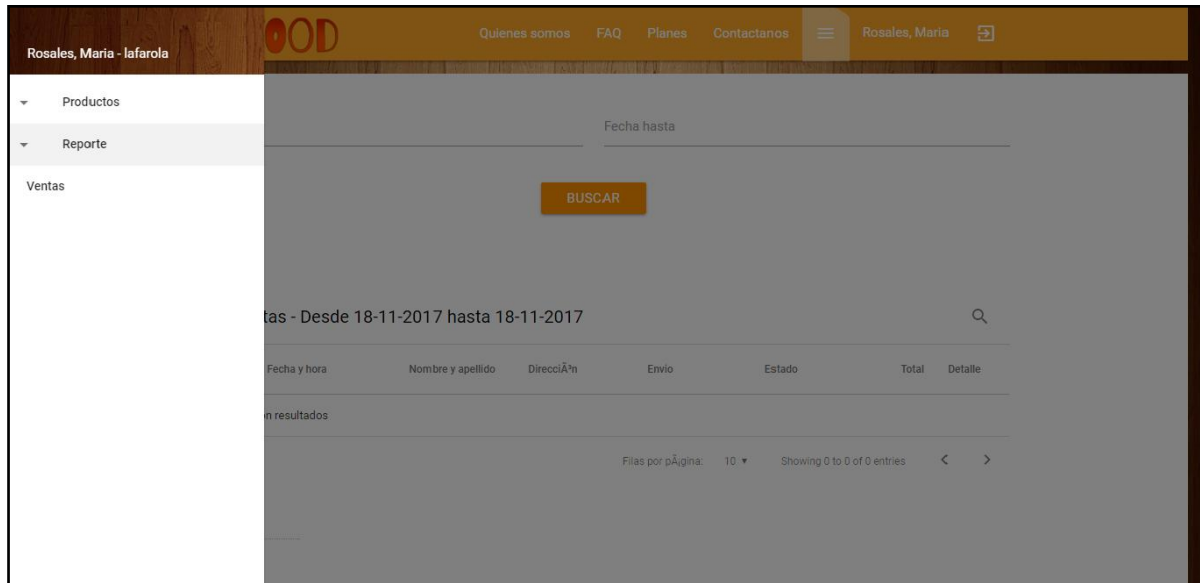 OOD
Quienes somos FAQ Planes Contactanos Rosales, Maria
Rosales, Maria - lafarola
Productos
Reporte
Ventas
Fecha hasta
BUSCAR
tas - Desde 18-11-2017 hasta 18-11-2017
Fecha y hora Nombre y apellido DirecciÃ³n Envio Estado Total Detalle
n resultados
Filas por pÃ¡gina: 10 Showing 0 to 0 of 0 entries